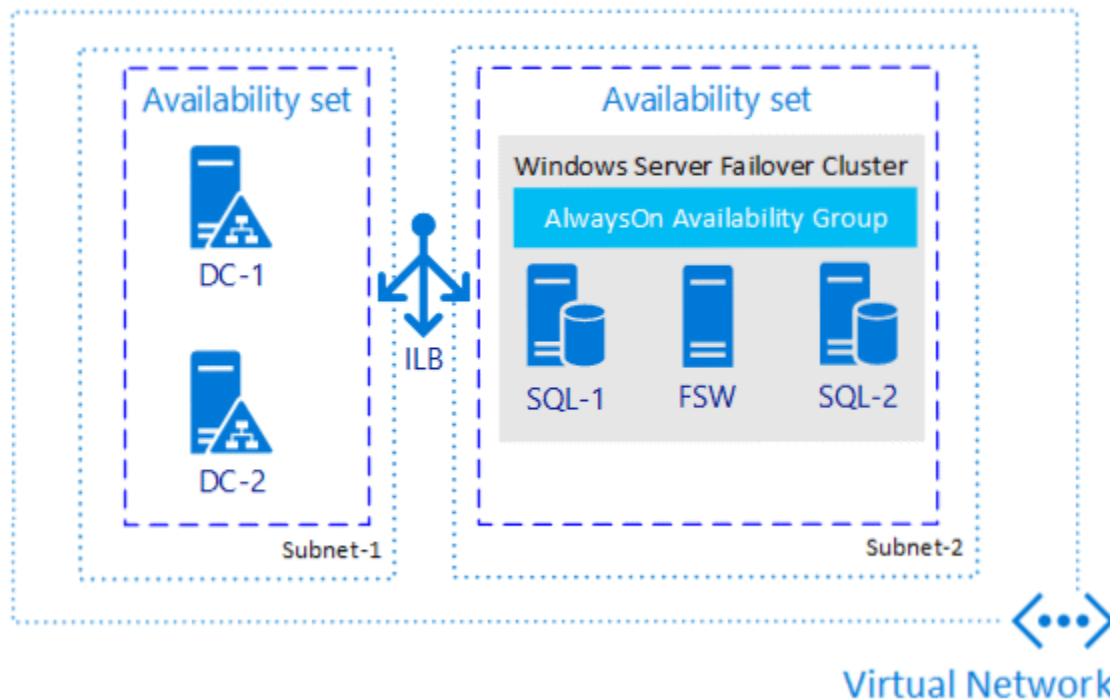 Availability set
DC-1
DC-2
Subnet-1
ILB
Availability set
Windows Server Failover Cluster
AlwaysOn Availability Group
SQL-1
FSW
SQL-2
Subnet-2
Virtual Network